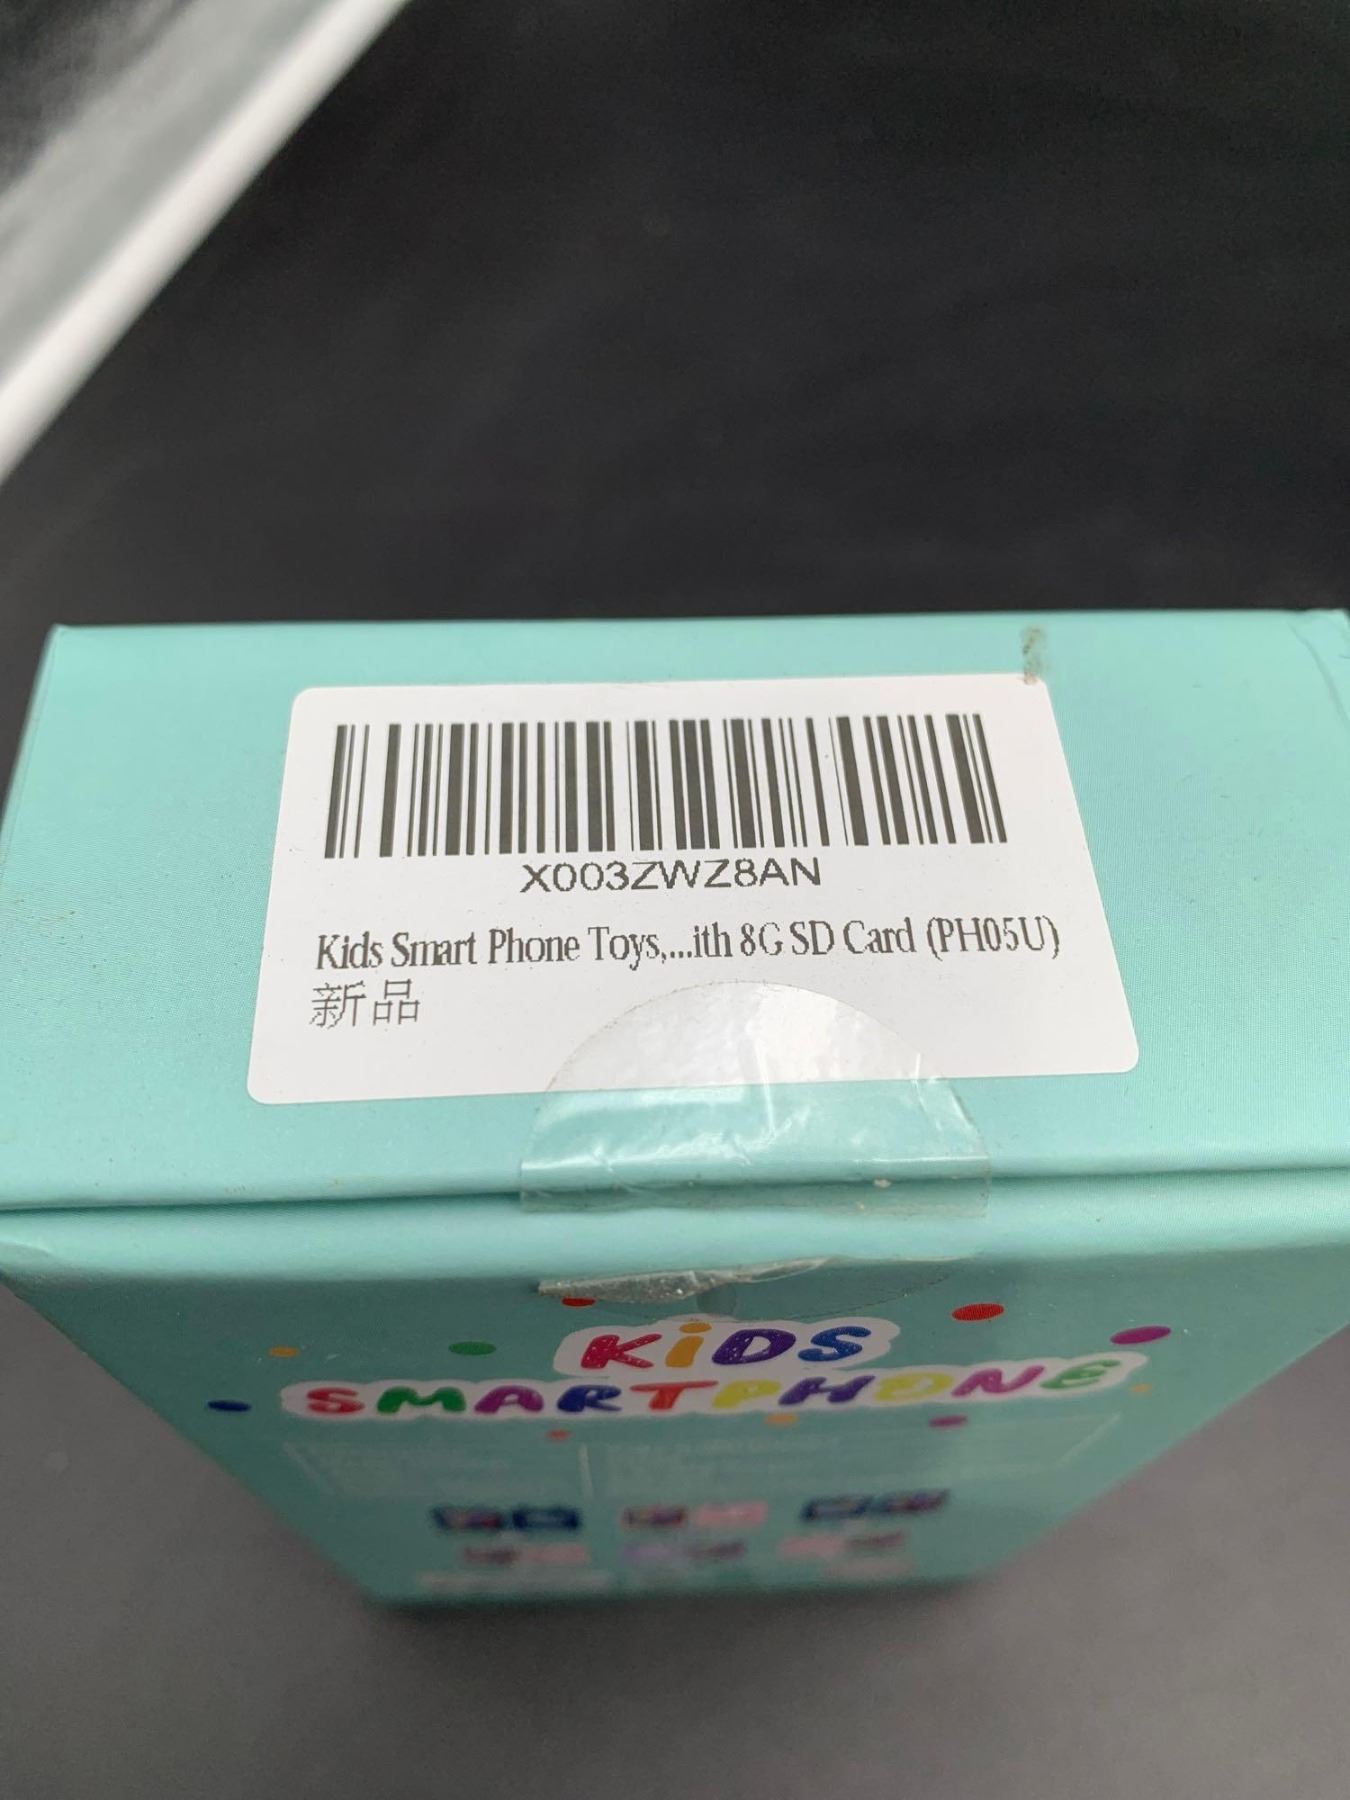 X003ZWZ8AN
Kids Smart Phone Toys,...ith 8G SD Card (PH05U)
新品
KiDS
SMARTPHONE